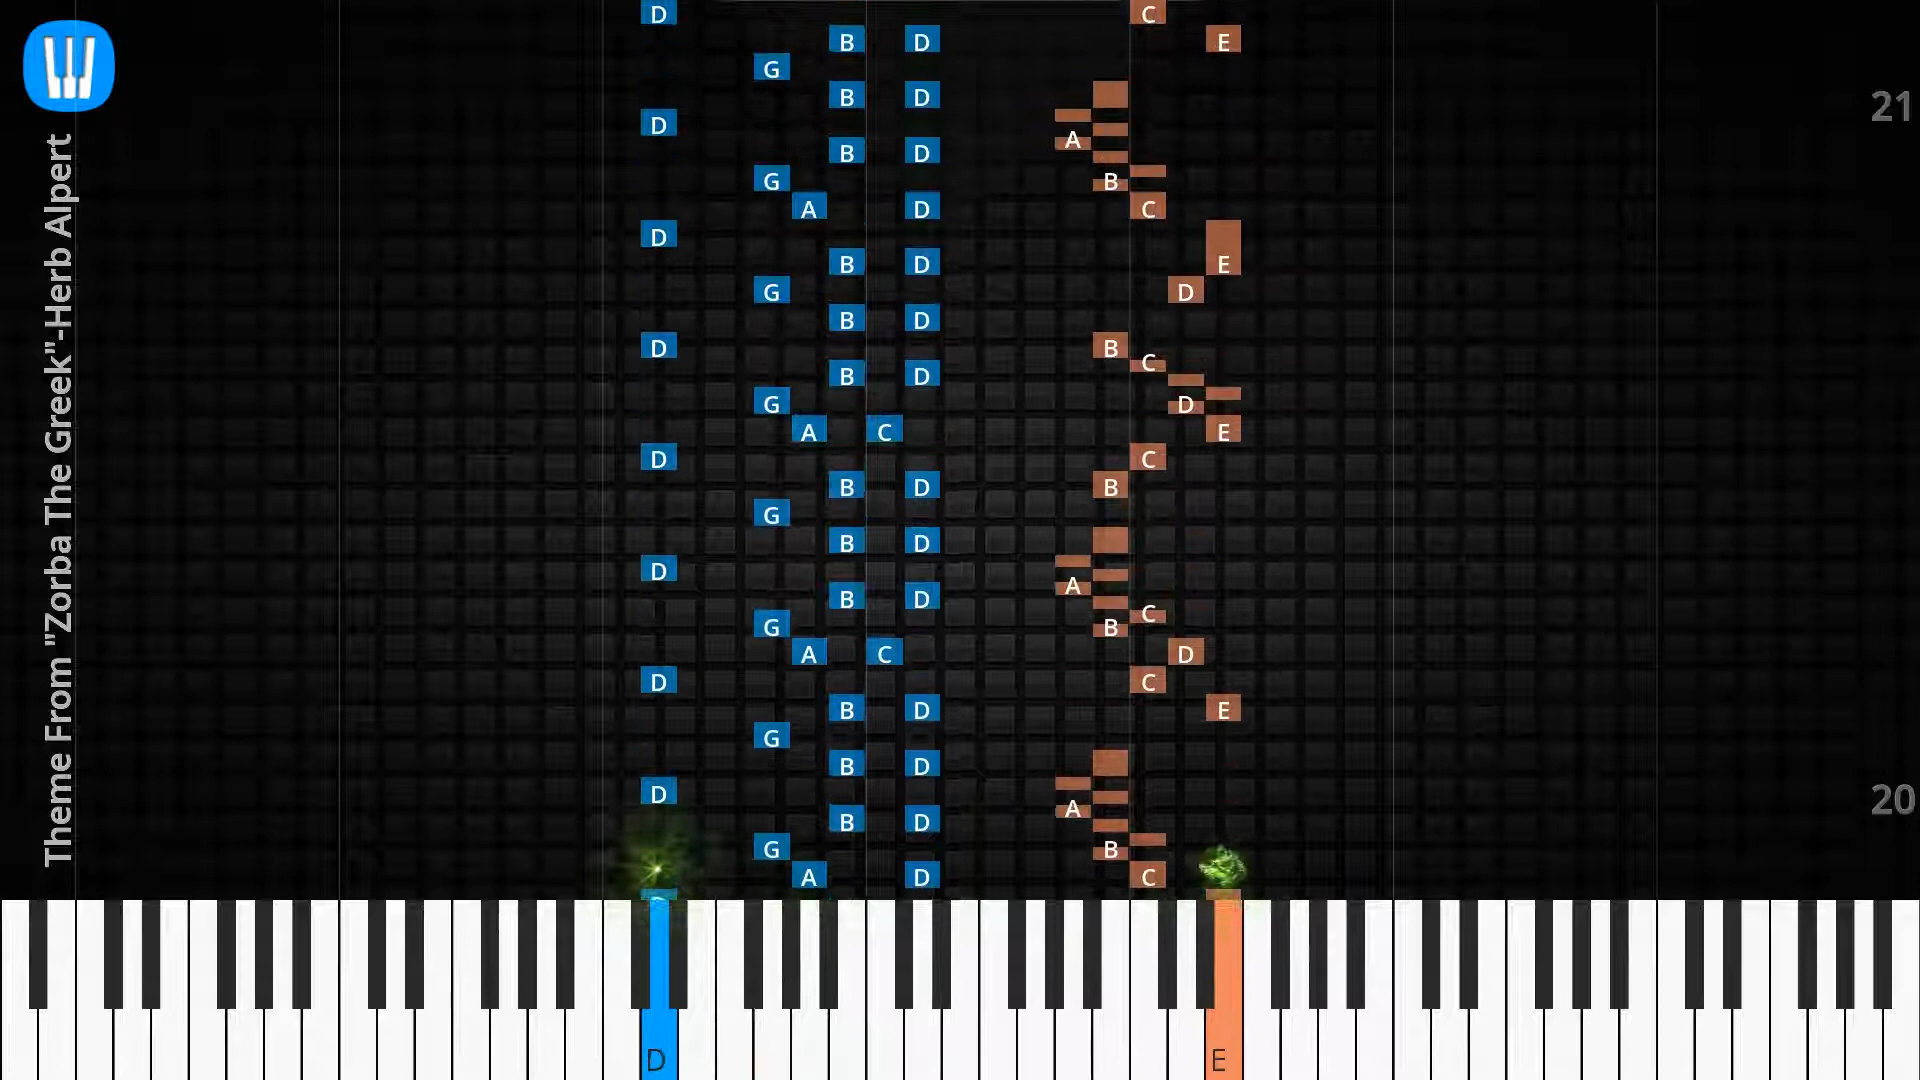 Theme From "Zorba The Greek"-Herb Alpert
D C
B D E
G
B D
21
D
A
B D
G B
A D C
D
B D E
G D
B D
D B
C
B D
G D
A C E
D C
B D B
G
B D
D
A
B D
C
G B
A C D
D C
B D E
G
B D
D
20
A
B D
G B
A D C
D E